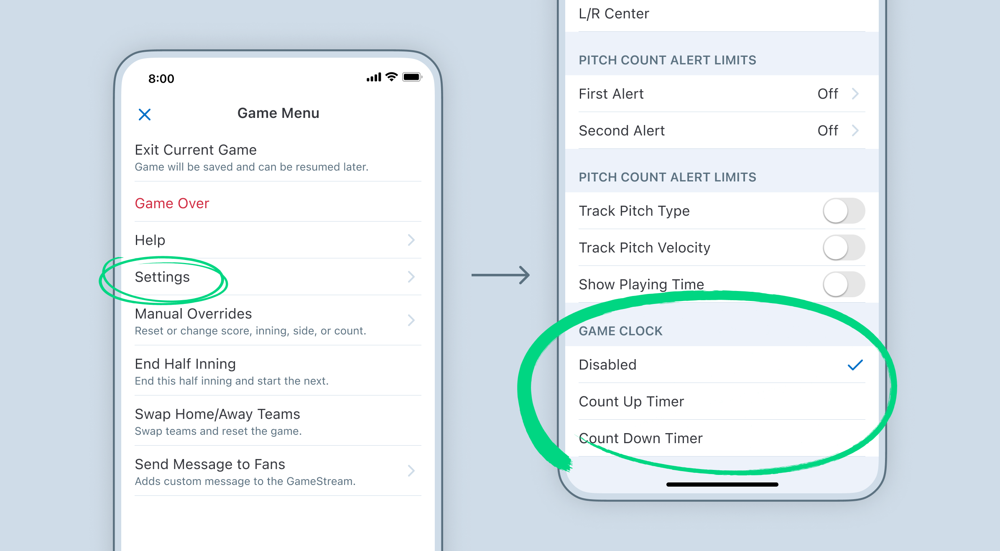 8:00
Game Menu
Exit Current Game
Game will be saved and can be resumed later.
Game Over
Help
Settings
Manual Overrides
Reset or change score, inning, side, or count.
End Half Inning
End this half inning and start the next.
Swap Home/Away Teams
Swap teams and reset the game.
Send Message to Fans
Adds custom message to the GameStream.
L/R Center
PITCH COUNT ALERT LIMITS
First Alert Off
Second Alert Off
PITCH COUNT ALERT LIMITS
Track Pitch Type
Track Pitch Velocity
Show Playing Time
GAME CLOCK
Disabled
Count Up Timer
Count Down Timer